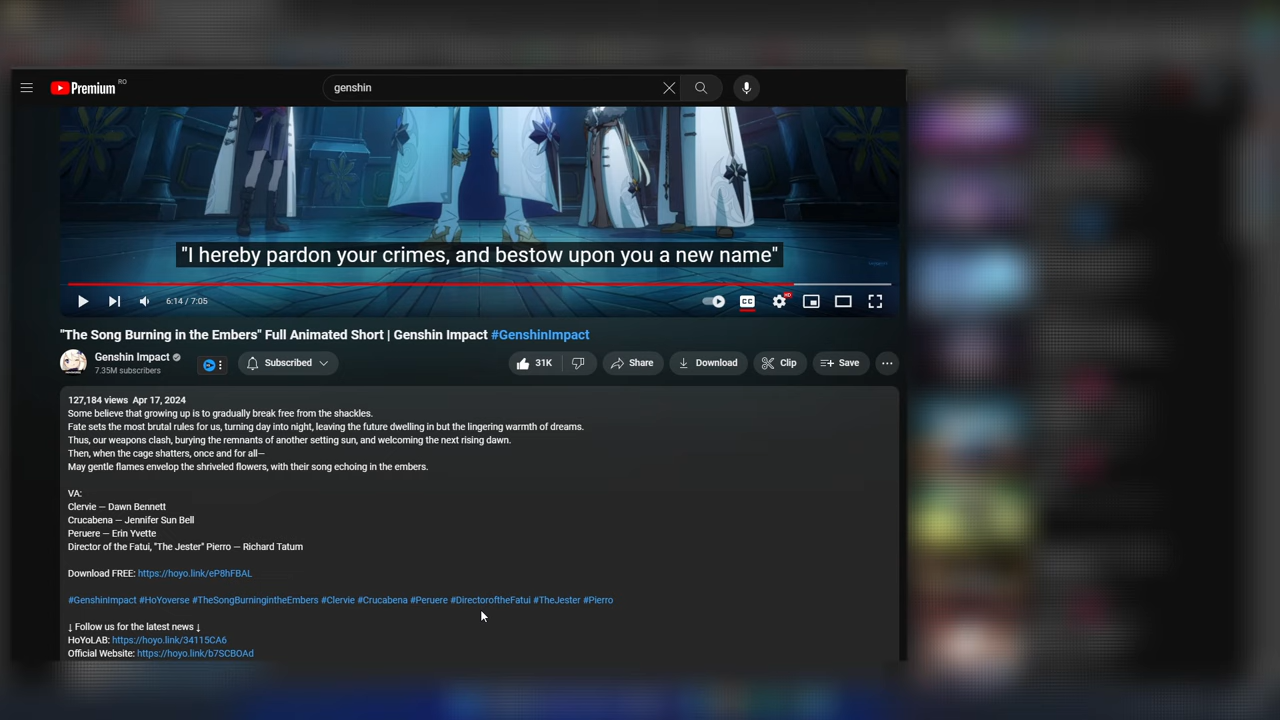 Premium RO
genshin
"I hereby pardon your crimes, and bestow upon you a new name"
6:14 / 7:05
CC
HD
"The Song Burning in the Embers" Full Animated Short | Genshin Impact #GenshinImpact
Genshin Impact
7.35M subscribers
Subscribed
31K
Share
Download
Clip
Save
127,184 views Apr 17, 2024
Some believe that growing up is to gradually break free from the shackles.
Fate sets the most brutal rules for us, turning day into night, leaving the future dwelling in but the lingering warmth of dreams.
Thus, our weapons clash, burying the remnants of another setting sun, and welcoming the next rising dawn.
Then, when the cage shatters, once and for all—
May gentle flames envelop the shriveled flowers, with their song echoing in the embers.
VA:
Clervie — Dawn Bennett
Crucabena — Jennifer Sun Bell
Peruere — Erin Yvette
Director of the Fatui, "The Jester" Pierro — Richard Tatum
Download FREE: https://hoyo.link/eP8hFBAL
#GenshinImpact #HoYoverse #TheSongBurningintheEmbers #Clervie #Crucabena #Peruere #DirectoroftheFatui #TheJester #Pierro
↓ Follow us for the latest news ↓
HoYoLAB: https://hoyo.link/34115CA6
Official Website: https://hoyo.link/b7SCBOAd